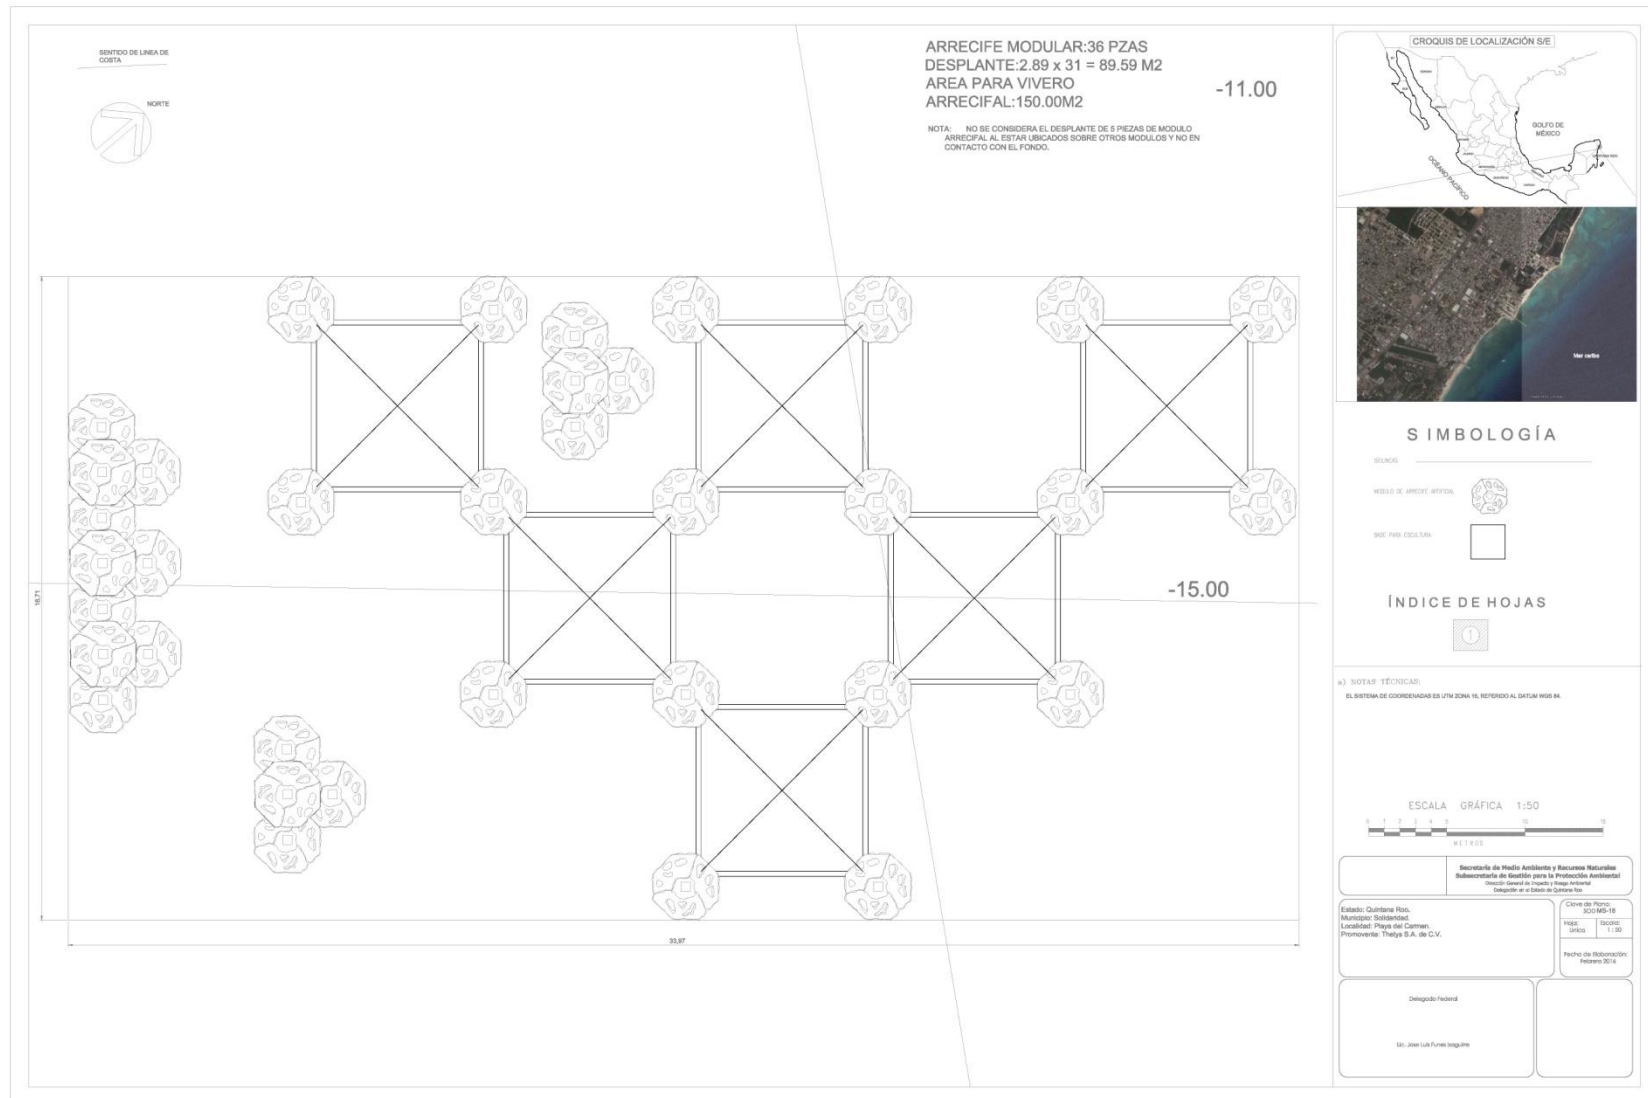 SENTIDO DE LINEA DE
COSTA
NORTE
ARRECIFE MODULAR:36 PZAS
DESPLANTE:2.89 x 31 = 89.59 M2
AREA PARA VIVERO
ARRECIFAL:150.00M2
-11.00
NOTA: NO SE CONSIDERA EL DESPLANTE DE 5 PIEZAS DE MODULO
ARRECIFAL AL ESTAR UBICADOS SOBRE OTROS MODULOS Y NO EN
CONTACTO CON EL FONDO.
-15.00
33,97
CROQUIS DE LOCALIZACIÓN S/E
GOLFO DE
MÉXICO
OCÉANO PACÍFICO
Mar caribe
SIMBOLOGÍA
MODULO DE ARRECIFE ARTIFICIAL
BASE PARA ESCULTURA
ÍNDICE DE HOJAS
1
a) NOTAS TÉCNICAS:
EL SISTEMA DE COORDENADAS ES UTM ZONA 16, REFERIDO AL DATUM WGS 84.
ESCALA GRÁFICA 1:50
METROS
Secretaría de Medio Ambiente y Recursos Naturales
Subsecretaría de Gestión para la Protección Ambiental
Dirección General de Impacto y Riesgo Ambiental
Delegación en el Estado de Quintana Roo
Estado: Quintana Roo.
Municipio: Solidaridad.
Localidad: Playa del Carmen.
Promovente: Thelys S.A. de C.V.
Clave de Plano:
Hoja:
Única
Escala:
1 : 50
Fecha de Elaboración:
Febrero 2016
Delegado Federal